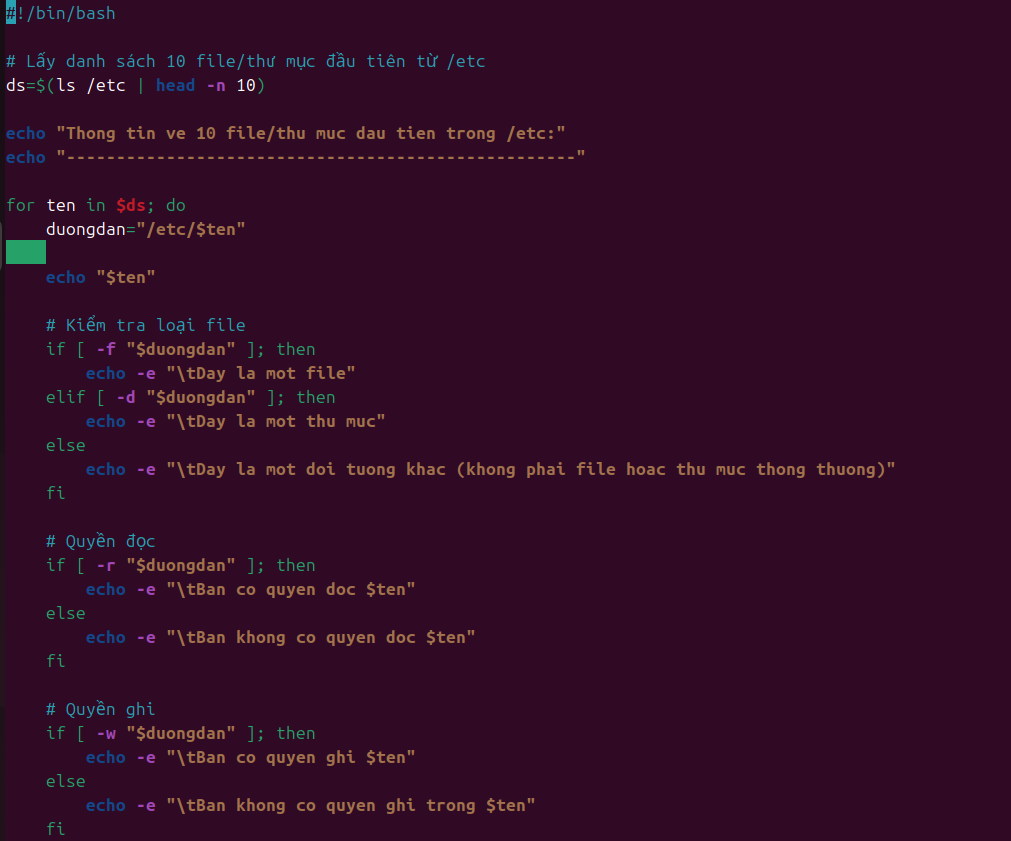 #!/bin/bash

# Lấy danh sách 10 file/thư mục đầu tiên từ /etc
ds=$(ls /etc | head -n 10)

echo "Thong tin ve 10 file/thu muc dau tien trong /etc:"
echo "---------------------------------------------------"

for ten in $ds; do
    duongdan="/etc/$ten"

    echo "$ten"

    # Kiểm tra loại file
    if [ -f "$duongdan" ]; then
        echo -e "\tDay la mot file"
    elif [ -d "$duongdan" ]; then
        echo -e "\tDay la mot thu muc"
    else
        echo -e "\tDay la mot doi tuong khac (khong phai file hoac thu muc thong thuong)"
    fi

    # Quyền đọc
    if [ -r "$duongdan" ]; then
        echo -e "\tBan co quyen doc $ten"
    else
        echo -e "\tBan khong co quyen doc $ten"
    fi

    # Quyền ghi
    if [ -w "$duongdan" ]; then
        echo -e "\tBan co quyen ghi $ten"
    else
        echo -e "\tBan khong co quyen ghi trong $ten"
    fi